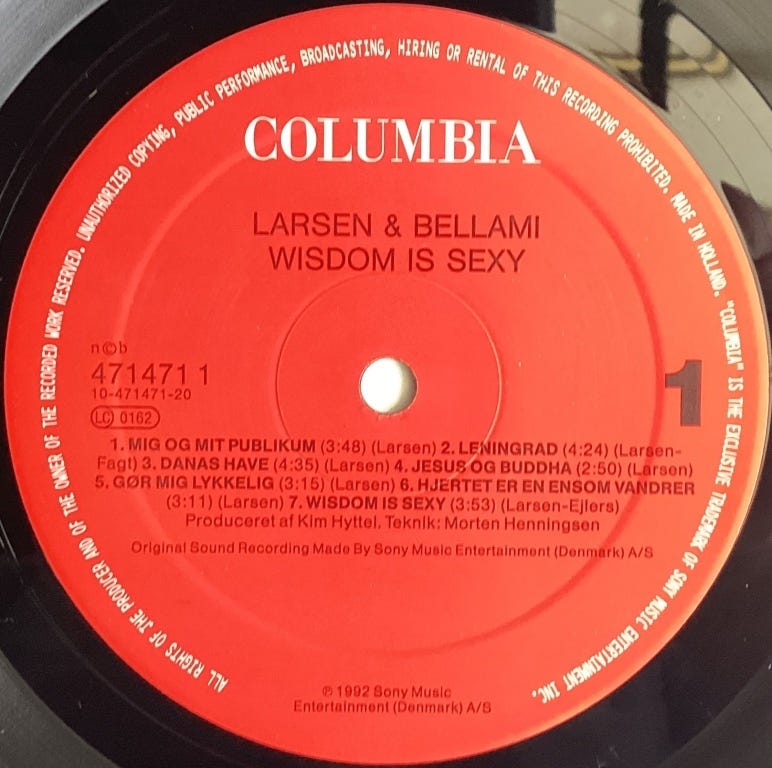 ALL RIGHTS OF THE PRODUCER AND OF THE OWNER OF THE RECORDED WORK RESERVED. UNAUTHORIZED COPYING, PUBLIC PERFORMANCE, BROADCASTING, HIRING OR RENTAL OF THIS RECORDING PROHIBITED. MADE IN HOLLAND. "COLUMBIA" IS THE EXCLUSIVE TRADEMARK OF SONY MUSIC ENTERTAINMENT INC.
COLUMBIA
LARSEN & BELLAMI
WISDOM IS SEXY
n©b
471471 1
10-471471-20
LC 0162
1
1. MIG OG MIT PUBLIKUM (3:48) (Larsen) 2. LENINGRAD (4:24) (Larsen-
Fagt) 3. DANAS HAVE (4:35) (Larsen) 4. JESUS OG BUDDHA (2:50) (Larsen)
5. GØR MIG LYKKELIG (3:15) (Larsen) 6. HJERTET ER EN ENSOM VANDRER
(3:11) (Larsen) 7. WISDOM IS SEXY (3:53) (Larsen-Ejlers)
Produceret af Kim Hyttel. Teknik: Morten Henningsen
Original Sound Recording Made By Sony Music Entertainment (Denmark) A/S
℗ 1992 Sony Music
Entertainment (Denmark) A/S